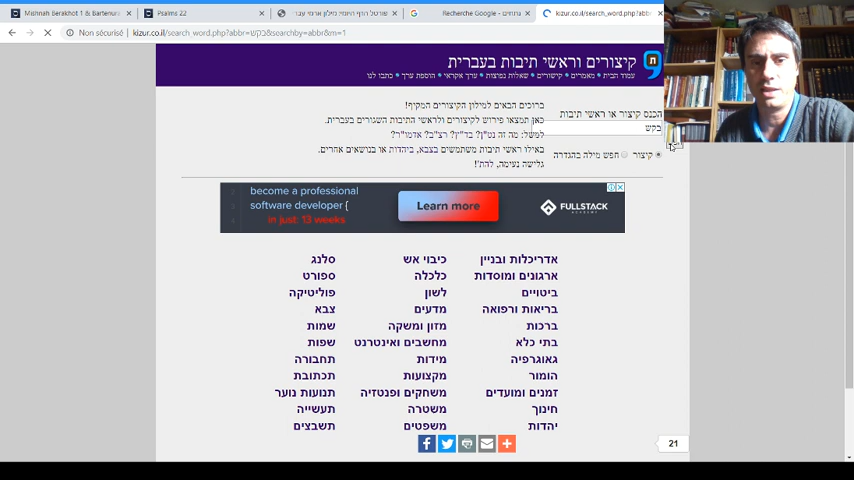 Mishnah Berakhot 1 & Bartenura
Psalms 22
פורטל הדף היומי: מילון ארמי עברי
Recherche Google - נתחים
kizur.co.il/search_word.php?abbr=
Non sécurisé | kizur.co.il/search_word.php?abbr=בקש&searchby=abbr&m=1
קיצורים וראשי תיבות בעברית
עמוד הבית • מאמרים • קישורים • שאלות נפוצות • ערך אקראי • הוספת ערך • כתבו לנו
הכנס קיצור או ראשי תיבות
בקש
קיצור חפש מילה בהגדרה
ברוכים הבאים למילון הקיצורים המקיף!
כאן תמצאו פירוש לקיצורים ולראשי התיבות השגורים בעברית.
למשל: מה זה נט"ן? בד"ץ? רצ"ב? אדמו"ר?
באילו ראשי תיבות משתמשים בצבא, ביהדות או בנושאים אחרים.
גלישה נעימה, להת'!
become a professional
software developer {
in just: 13 weeks
Learn more
FULLSTACK
ACADEMY
אדריכלות ובניין כיבוי אש סלנג
ארגונים ומוסדות כלכלה ספורט
ביטויים לשון פוליטיקה
בריאות ורפואה מדעים צבא
ברכות מזון ומשקה שמות
בתי כלא מחשבים ואינטרנט שפות
גאוגרפיה מידות תחבורה
הומור מקצועות תכתובת
זמנים ומועדים משחקים ופנטזיה תנועות נוער
חינוך משטרה תעשייה
יהדות משפטים תשבצים
21